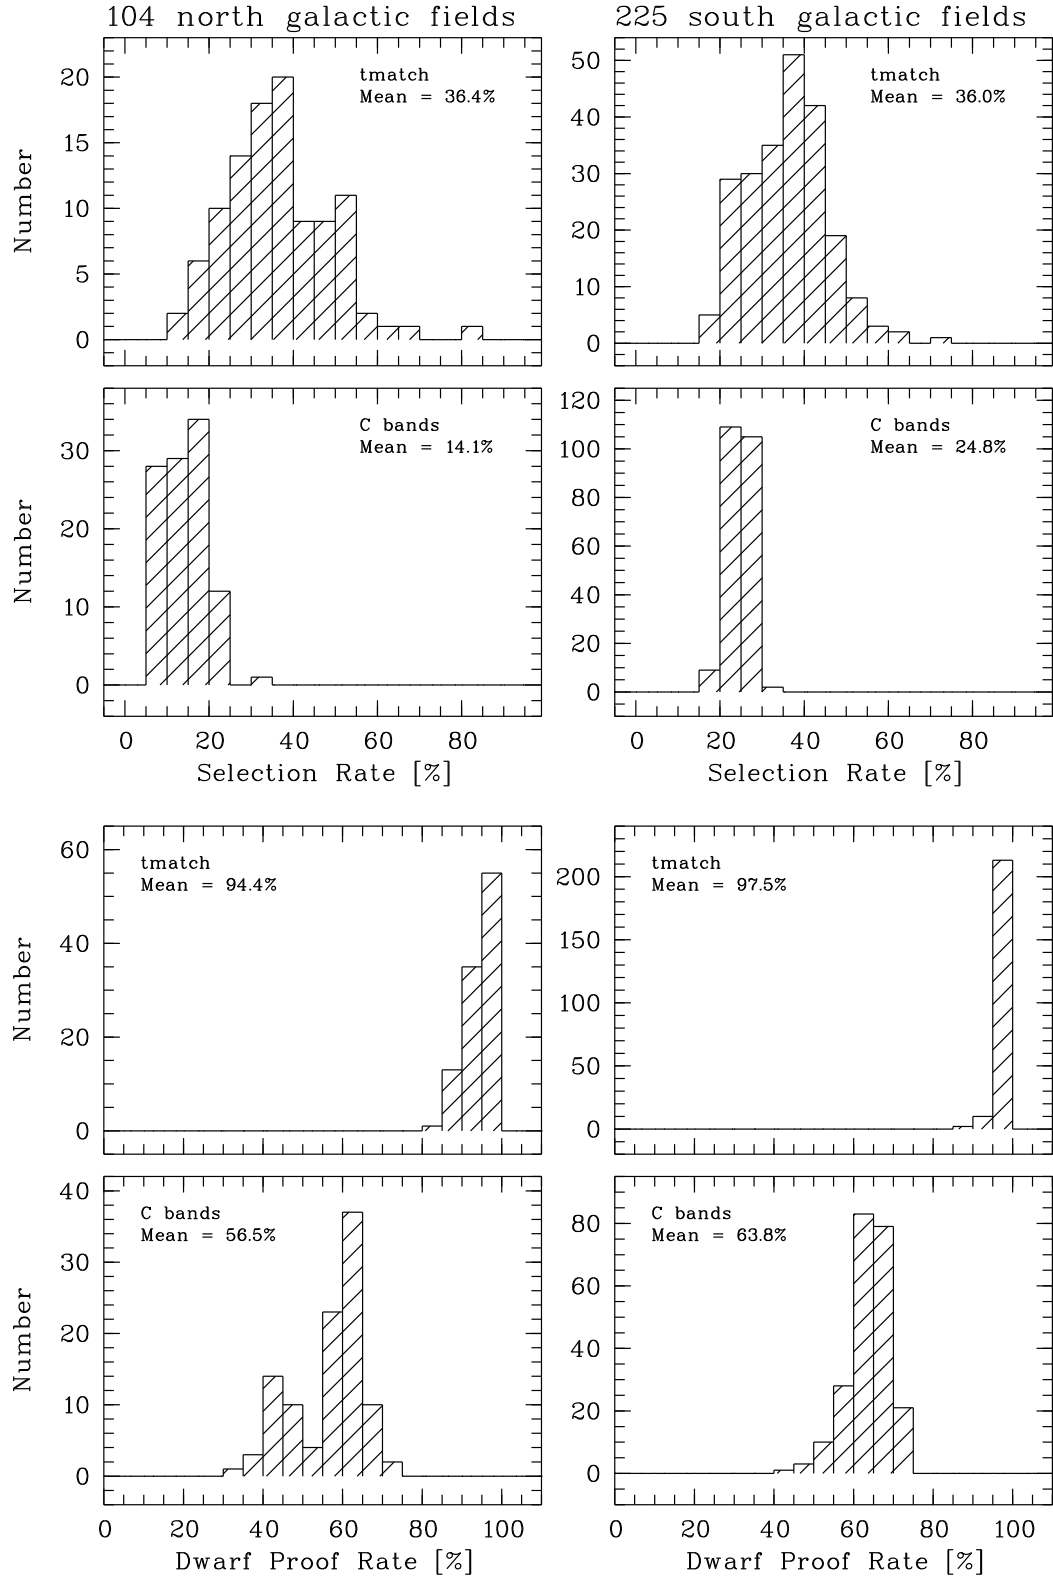 104 north galactic fields
225 south galactic fields
20
15
10
5
0
Number
tmatch
Mean = 36.4%
50
40
30
20
10
0
tmatch
Mean = 36.0%
30
20
10
0
Number
C bands
Mean = 14.1%
0 20 40 60 80
Selection Rate [%]
120
100
80
60
40
20
0
C bands
Mean = 24.8%
0 20 40 60 80
Selection Rate [%]
60
40
20
0
Number
tmatch
Mean = 94.4%
200
150
100
50
0
tmatch
Mean = 97.5%
40
30
20
10
0
Number
C bands
Mean = 56.5%
0 20 40 60 80 100
Dwarf Proof Rate [%]
80
60
40
20
0
C bands
Mean = 63.8%
0 20 40 60 80 100
Dwarf Proof Rate [%]